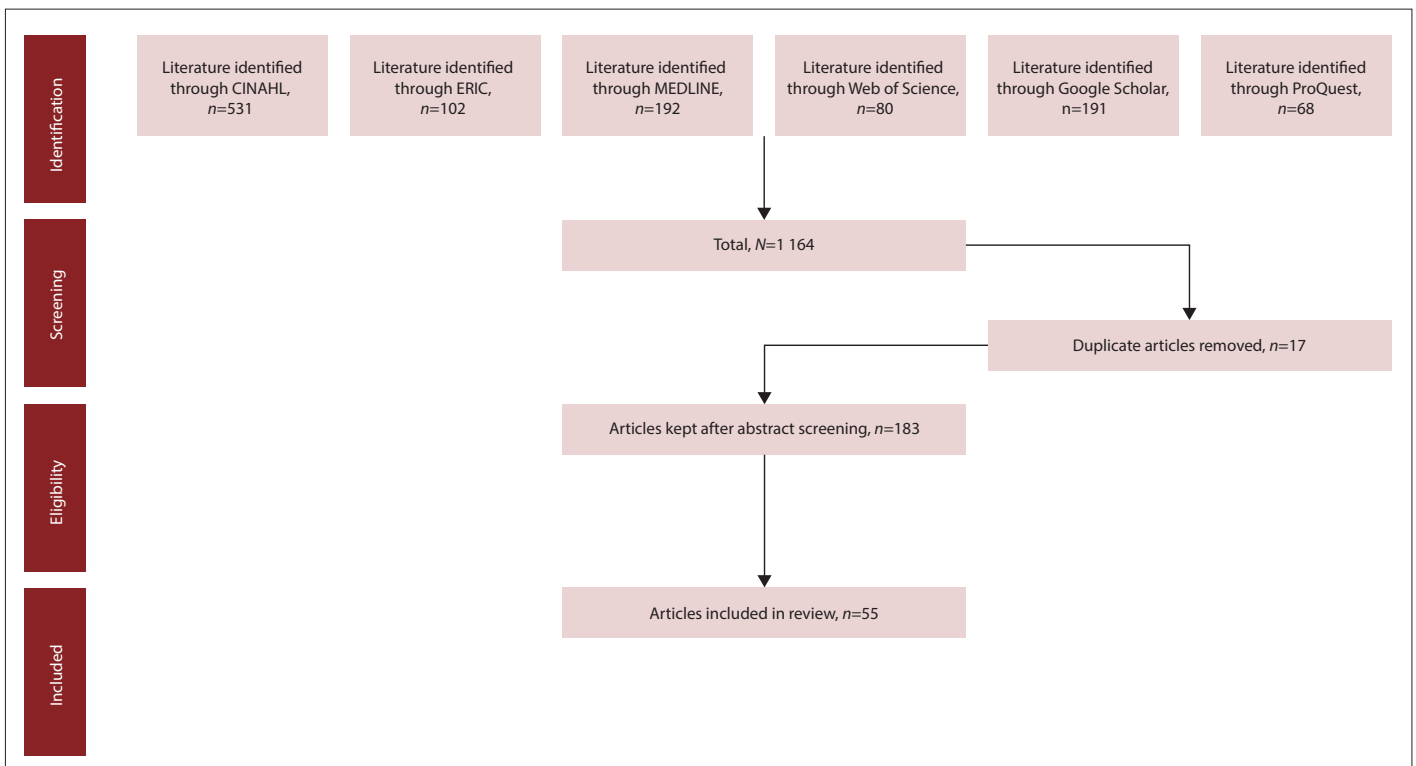 Identification
Literature identified
through CINAHL,
n=531
Literature identified
through ERIC,
n=102
Literature identified
through MEDLINE,
n=192
Literature identified
through Web of Science,
n=80
Literature identified
through Google Scholar,
n=191
Literature identified
through ProQuest,
n=68
Screening
Total, N=1 164
Duplicate articles removed, n=17
Eligibility
Articles kept after abstract screening, n=183
Included
Articles included in review, n=55